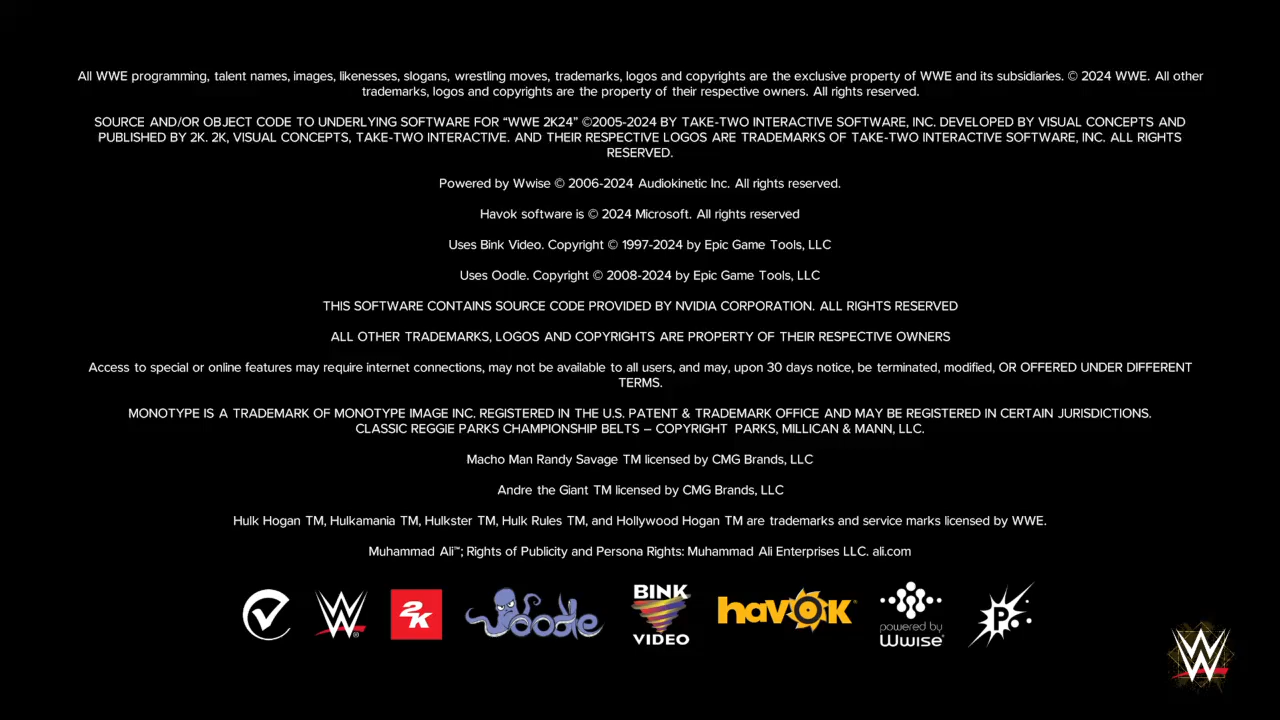 All WWE programming, talent names, images, likenesses, slogans, wrestling moves, trademarks, logos and copyrights are the exclusive property of WWE and its subsidiaries. © 2024 WWE. All other
trademarks, logos and copyrights are the property of their respective owners. All rights reserved.
SOURCE AND/OR OBJECT CODE TO UNDERLYING SOFTWARE FOR “WWE 2K24” ©2005-2024 BY TAKE-TWO INTERACTIVE SOFTWARE, INC. DEVELOPED BY VISUAL CONCEPTS AND
PUBLISHED BY 2K. 2K, VISUAL CONCEPTS, TAKE-TWO INTERACTIVE. AND THEIR RESPECTIVE LOGOS ARE TRADEMARKS OF TAKE-TWO INTERACTIVE SOFTWARE, INC. ALL RIGHTS
RESERVED.
Powered by Wwise © 2006-2024 Audiokinetic Inc. All rights reserved.
Havok software is © 2024 Microsoft. All rights reserved
Uses Bink Video. Copyright © 1997-2024 by Epic Game Tools, LLC
Uses Oodle. Copyright © 2008-2024 by Epic Game Tools, LLC
THIS SOFTWARE CONTAINS SOURCE CODE PROVIDED BY NVIDIA CORPORATION. ALL RIGHTS RESERVED
ALL OTHER TRADEMARKS, LOGOS AND COPYRIGHTS ARE PROPERTY OF THEIR RESPECTIVE OWNERS
Access to special or online features may require internet connections, may not be available to all users, and may, upon 30 days notice, be terminated, modified, OR OFFERED UNDER DIFFERENT
TERMS.
MONOTYPE IS A TRADEMARK OF MONOTYPE IMAGE INC. REGISTERED IN THE U.S. PATENT & TRADEMARK OFFICE AND MAY BE REGISTERED IN CERTAIN JURISDICTIONS.
CLASSIC REGGIE PARKS CHAMPIONSHIP BELTS – COPYRIGHT PARKS, MILLICAN & MANN, LLC.
Macho Man Randy Savage TM licensed by CMG Brands, LLC
Andre the Giant TM licensed by CMG Brands, LLC
Hulk Hogan TM, Hulkamania TM, Hulkster TM, Hulk Rules TM, and Hollywood Hogan TM are trademarks and service marks licensed by WWE.
Muhammad Ali™; Rights of Publicity and Persona Rights: Muhammad Ali Enterprises LLC. ali.com
W®
2K
oodle
BINK
VIDEO
havok®
powered by
Wwise®
P
W